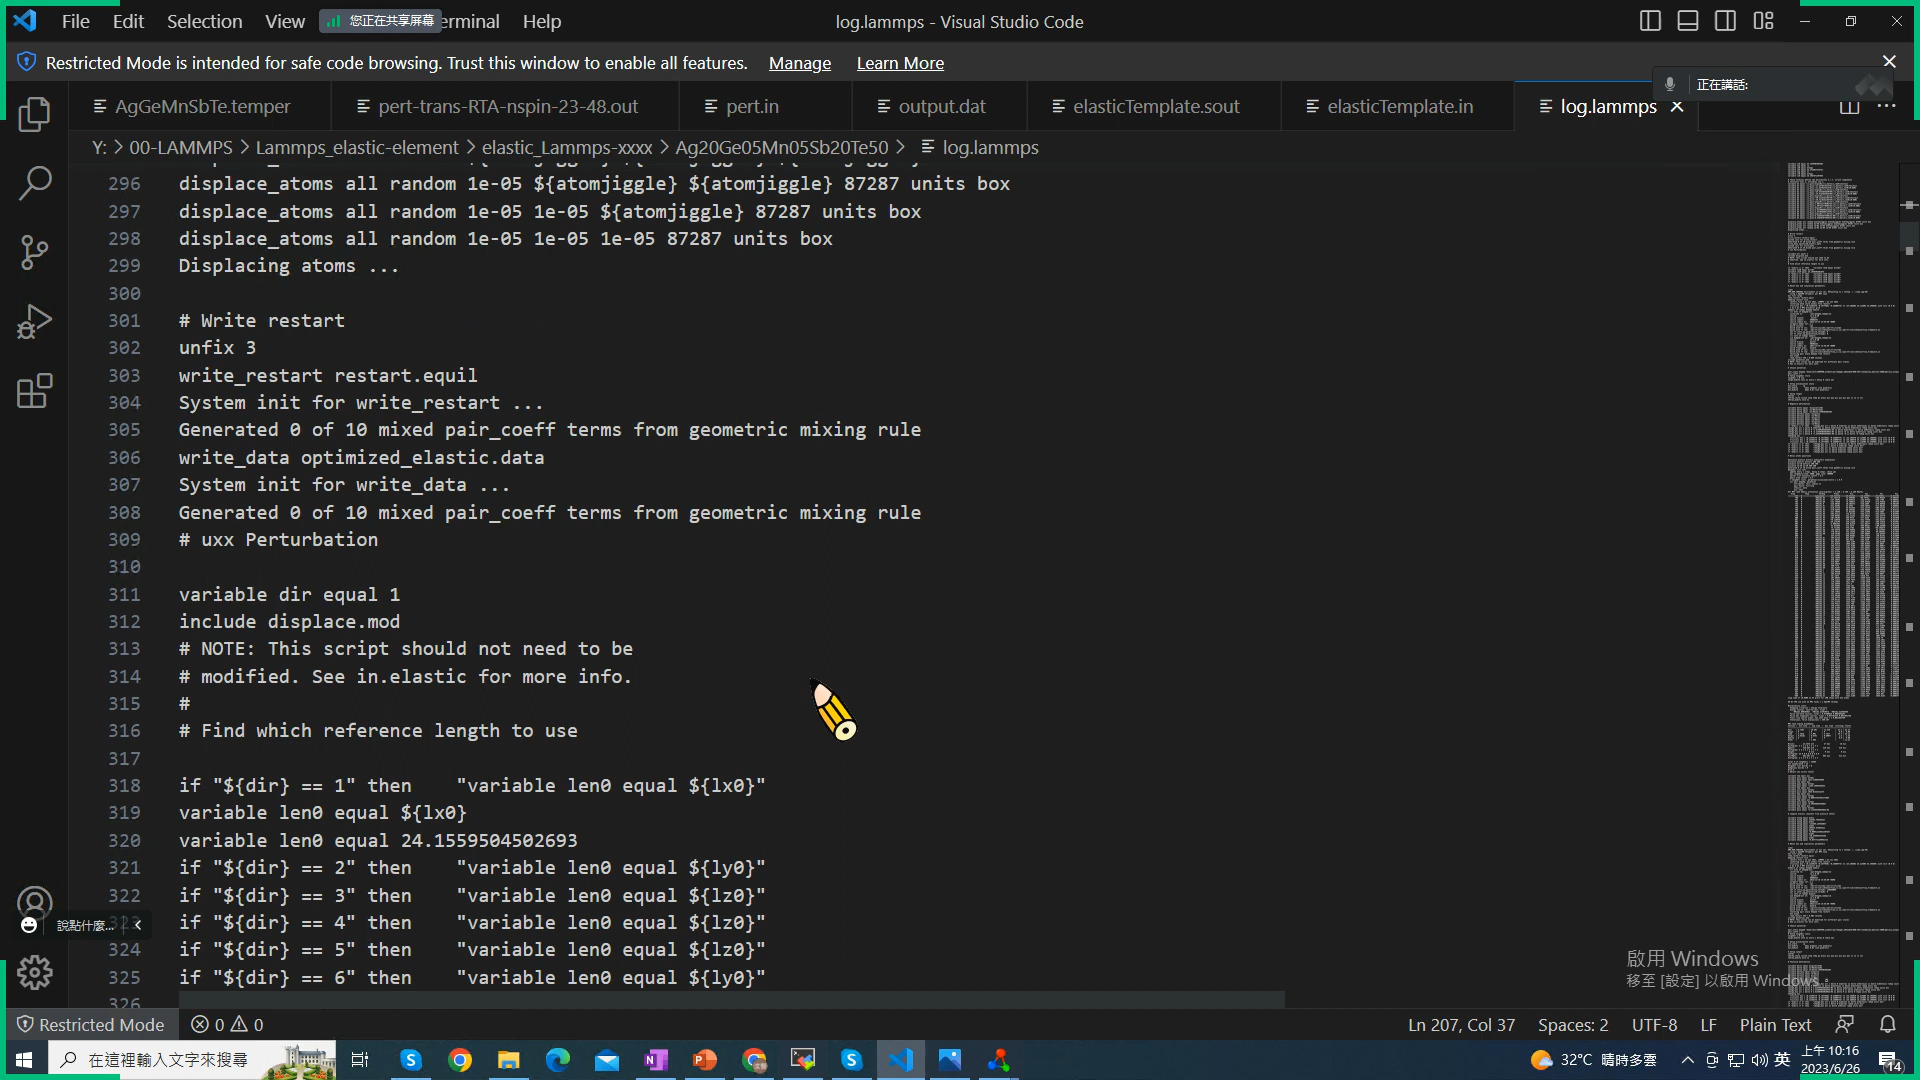 File Edit Selection View 您正在共享屏幕 erminal Help
log.lammps - Visual Studio Code
Restricted Mode is intended for safe code browsing. Trust this window to enable all features. Manage Learn More
正在講話:
AgGeMnSbTe.temper
pert-trans-RTA-nspin-23-48.out
pert.in
output.dat
elasticTemplate.sout
elasticTemplate.in
log.lammps
Y: > 00-LAMMPS > Lammps_elastic-element > elastic_Lammps-xxxx > Ag20Ge05Mn05Sb20Te50 > log.lammps
296 displace_atoms all random 1e-05 ${atomjiggle} ${atomjiggle} 87287 units box
297 displace_atoms all random 1e-05 1e-05 ${atomjiggle} 87287 units box
298 displace_atoms all random 1e-05 1e-05 1e-05 87287 units box
299 Displacing atoms ...
300
301 # Write restart
302 unfix 3
303 write_restart restart.equil
304 System init for write_restart ...
305 Generated 0 of 10 mixed pair_coeff terms from geometric mixing rule
306 write_data optimized_elastic.data
307 System init for write_data ...
308 Generated 0 of 10 mixed pair_coeff terms from geometric mixing rule
309 # uxx Perturbation
310
311 variable dir equal 1
312 include displace.mod
313 # NOTE: This script should not need to be
314 # modified. See in.elastic for more info.
315 #
316 # Find which reference length to use
317
318 if "${dir} == 1" then "variable len0 equal ${lx0}"
319 variable len0 equal ${lx0}
320 variable len0 equal 24.1559504502693
321 if "${dir} == 2" then "variable len0 equal ${ly0}"
322 if "${dir} == 3" then "variable len0 equal ${lz0}"
323 if "${dir} == 4" then "variable len0 equal ${lz0}"
說點什麼...
324 if "${dir} == 5" then "variable len0 equal ${lz0}"
325 if "${dir} == 6" then "variable len0 equal ${ly0}"
326
啟用 Windows
移至 [設定] 以啟用 Windows。
Restricted Mode 0 0
Ln 207, Col 37 Spaces: 2 UTF-8 LF Plain Text
在這裡輸入文字來搜尋
32°C 晴時多雲
英
上午 10:16
2023/6/26
14